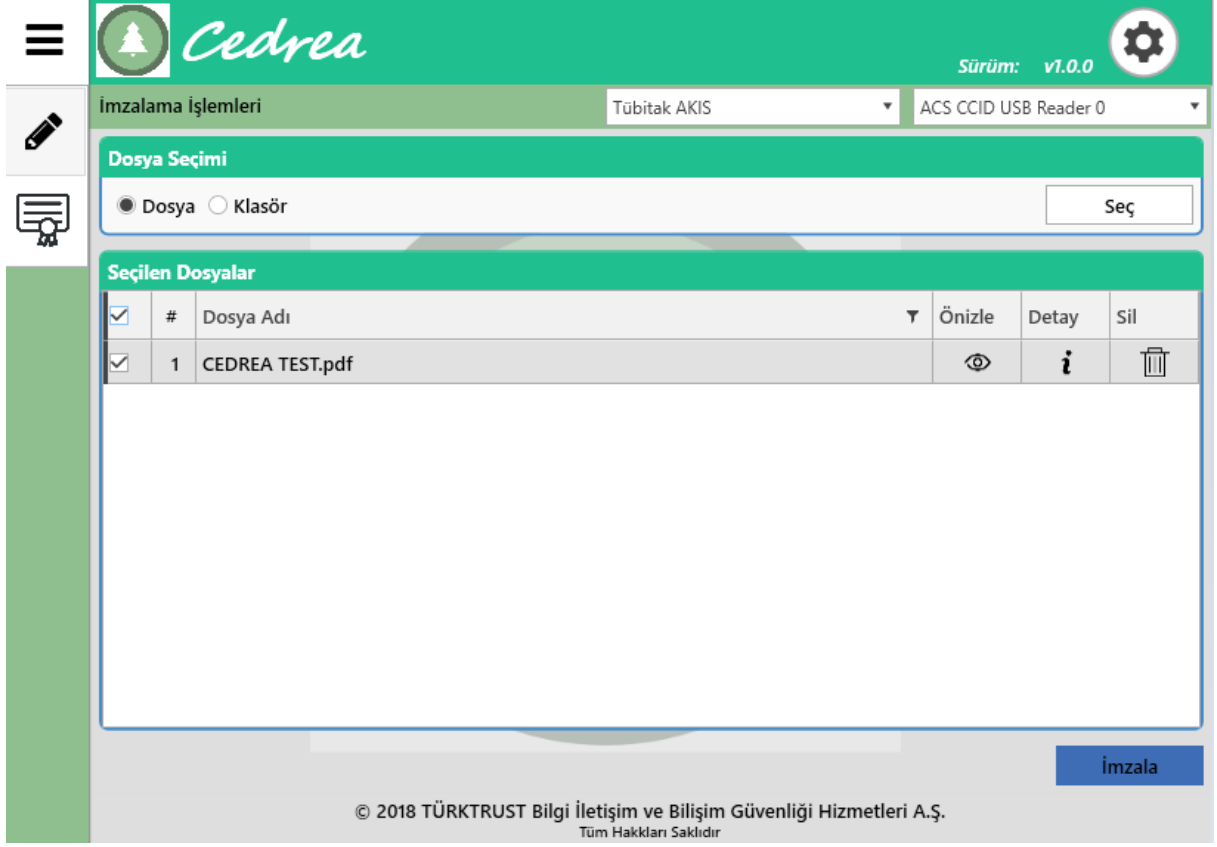 Cedrea
Sürüm: v1.0.0
İmzalama İşlemleri
Tübitak AKIS
ACS CCID USB Reader 0
Dosya Seçimi
Dosya Klasör Seç
Seçilen Dosyalar
# Dosya Adı Önizle Detay Sil
1 CEDREA TEST.pdf i
İmzala
© 2018 TÜRKTRUST Bilgi İletişim ve Bilişim Güvenliği Hizmetleri A.Ş.
Tüm Hakkları Saklıdır